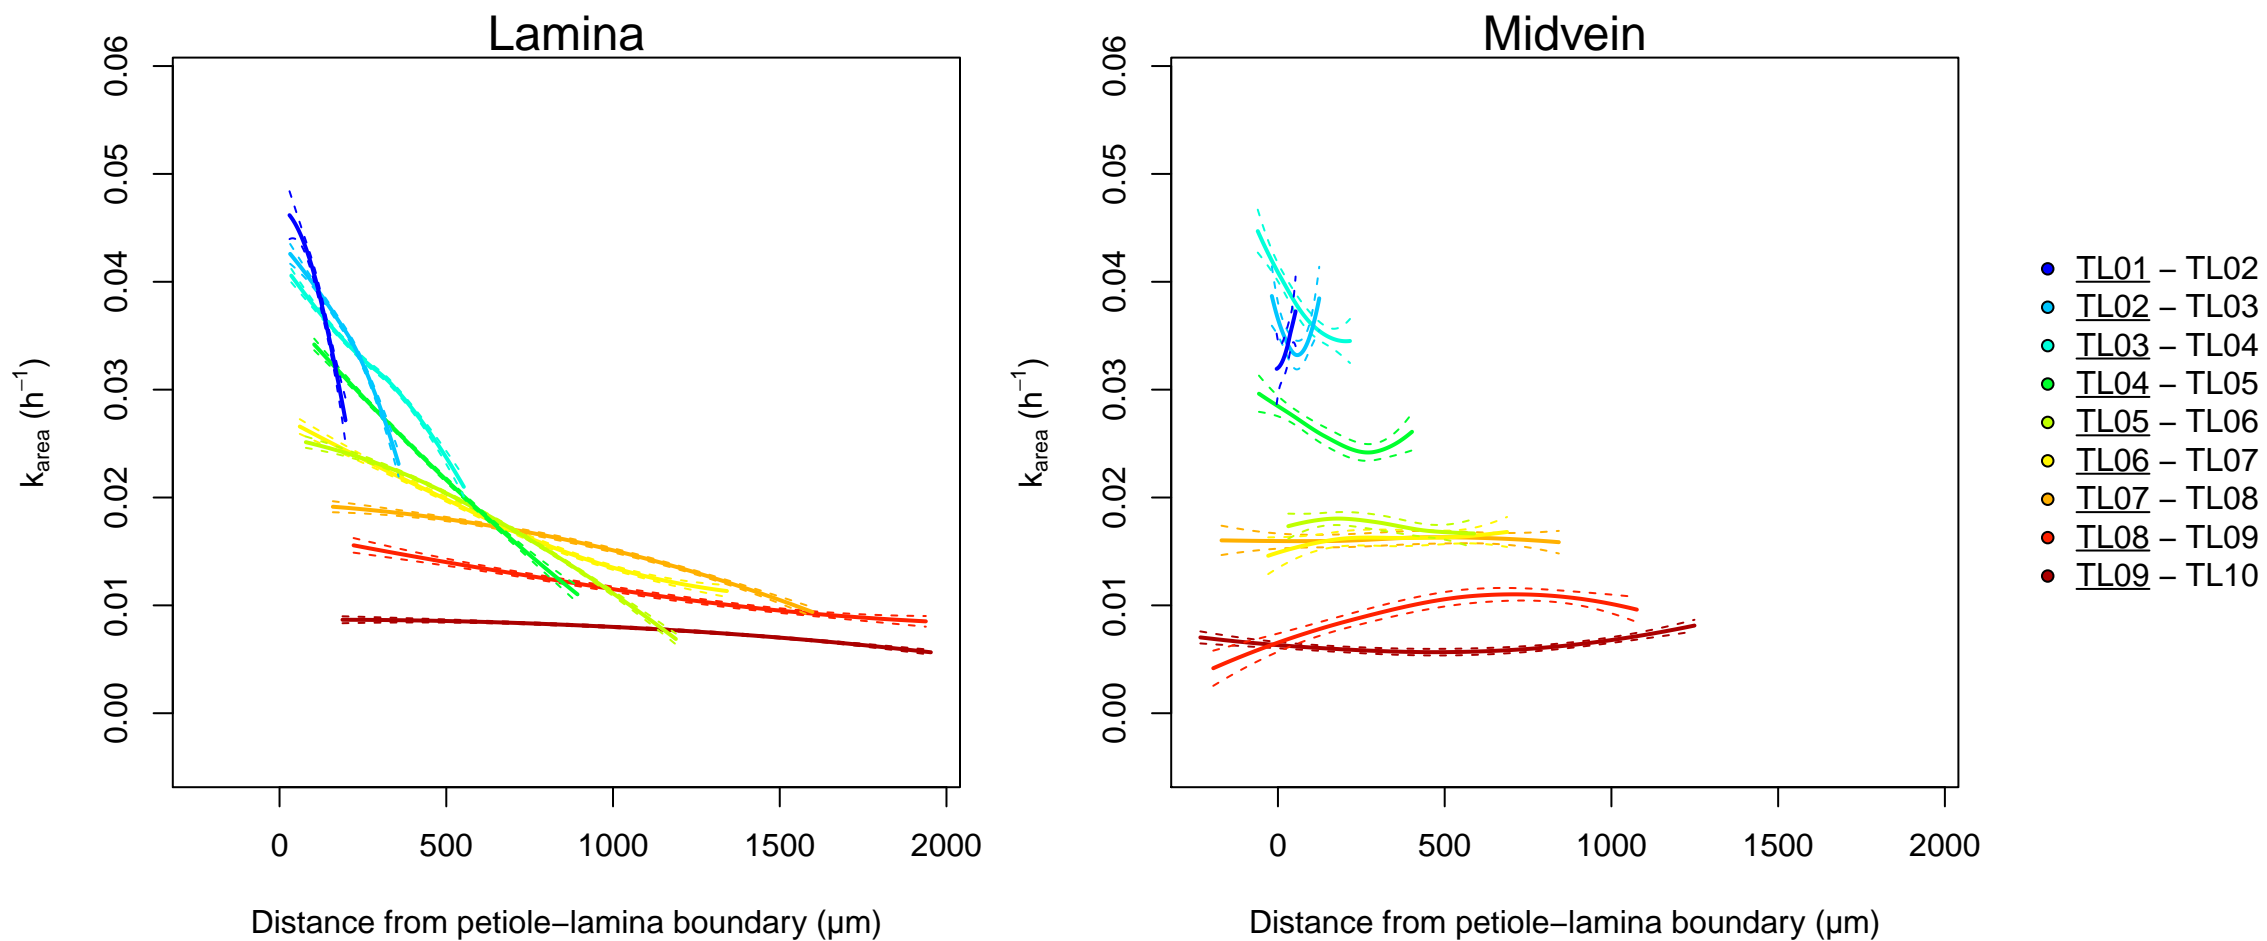 Lamina
0.06
0.05
0.04
0.03
0.02
0.01
0.00
karea (h−1)
0 500 1000 1500 2000
Distance from petiole−lamina boundary (µm)
Midvein
0.06
0.05
0.04
0.03
0.02
0.01
0.00
karea (h−1)
0 500 1000 1500 2000
Distance from petiole−lamina boundary (µm)
TL01 − TL02
TL02 − TL03
TL03 − TL04
TL04 − TL05
TL05 − TL06
TL06 − TL07
TL07 − TL08
TL08 − TL09
TL09 − TL10